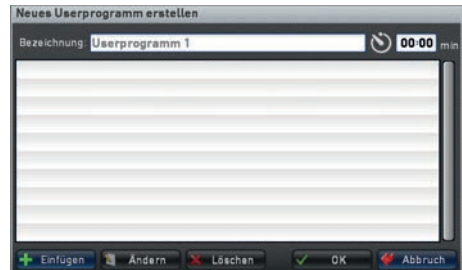 Neues Userprogramm erstellen
Bezeichnung: Userprogramm 1 00:00 min
Einfügen Ändern Löschen OK Abbruch